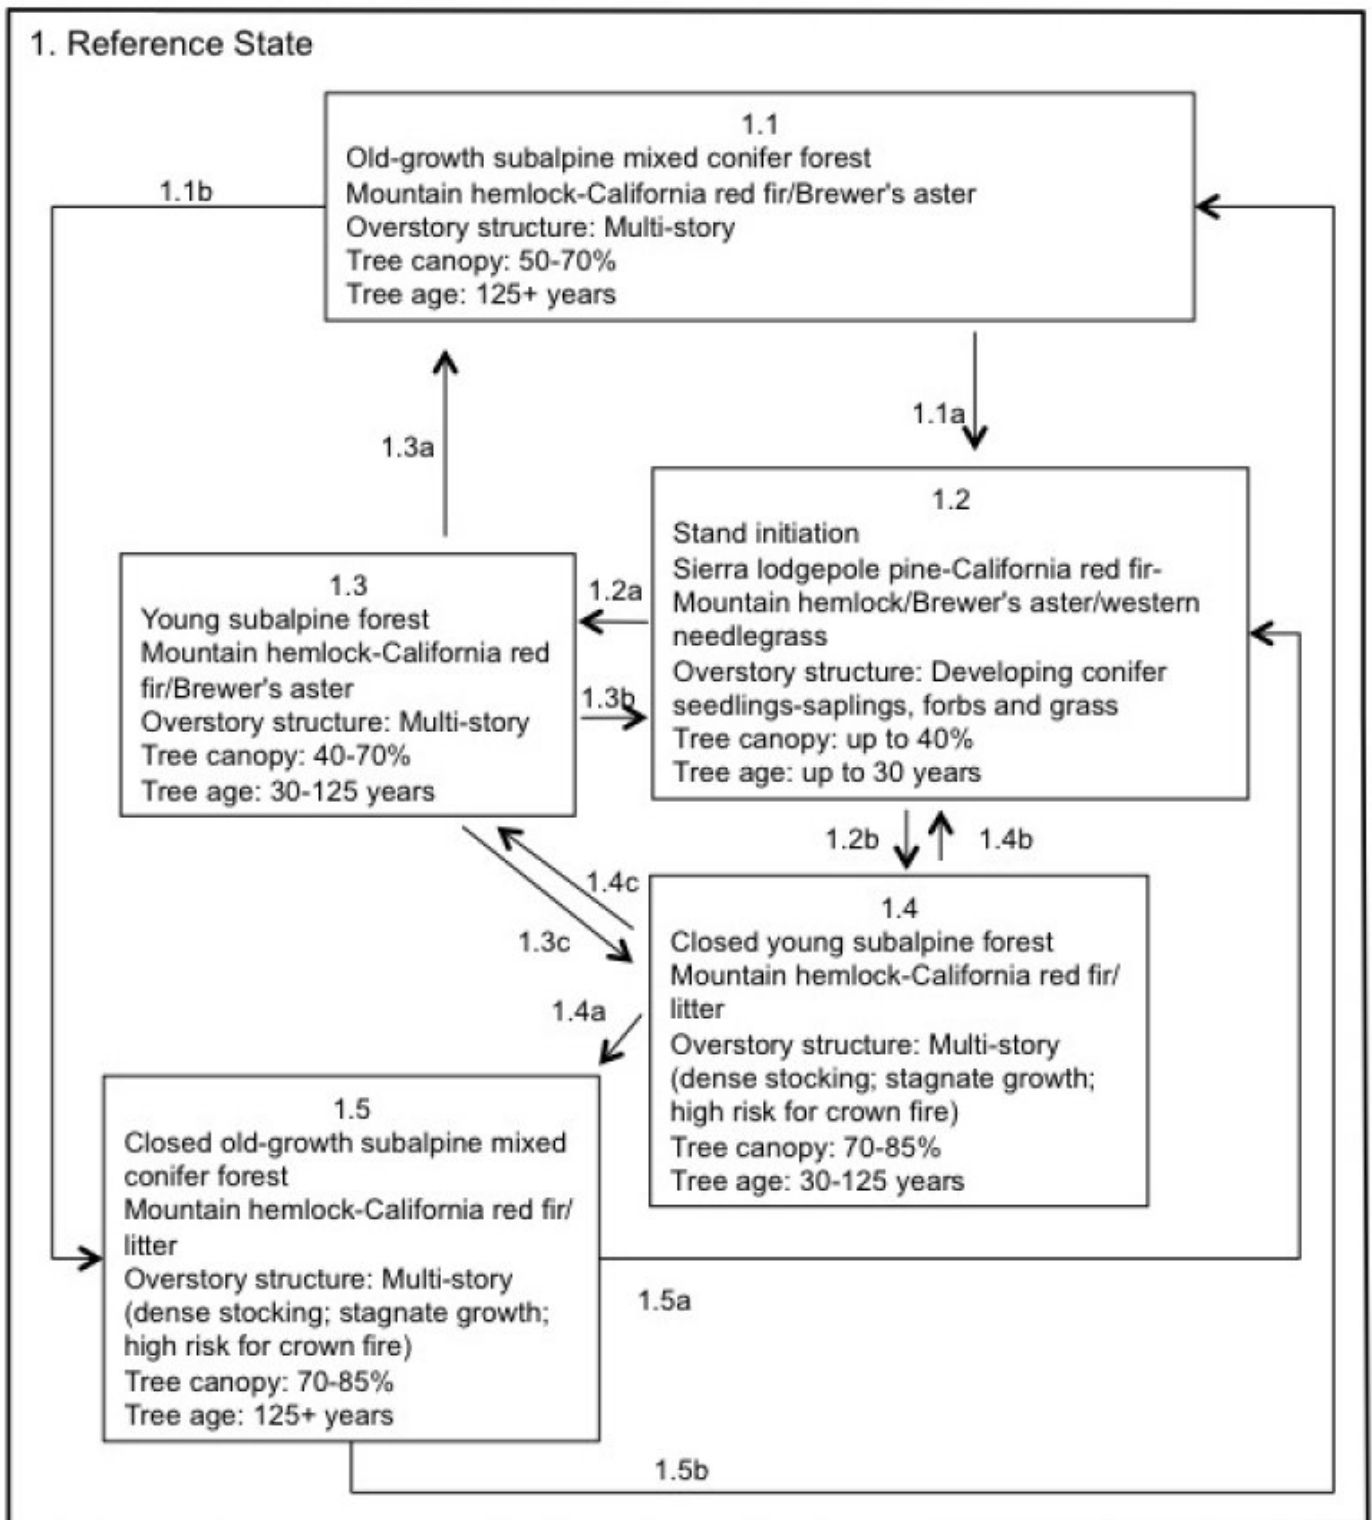 1. Reference State
1.1
Old-growth subalpine mixed conifer forest
Mountain hemlock-California red fir/Brewer's aster
Overstory structure: Multi-story
Tree canopy: 50-70%
Tree age: 125+ years
1.1b
1.1a
1.3a
1.2
Stand initiation
Sierra lodgepole pine-California red fir-
Mountain hemlock/Brewer's aster/western
needlegrass
Overstory structure: Developing conifer
seedlings-saplings, forbs and grass
Tree canopy: up to 40%
Tree age: up to 30 years
1.2a
1.3b
1.3
Young subalpine forest
Mountain hemlock-California red
fir/Brewer's aster
Overstory structure: Multi-story
Tree canopy: 40-70%
Tree age: 30-125 years
1.2b
1.4b
1.4c
1.3c
1.4a
1.4
Closed young subalpine forest
Mountain hemlock-California red fir/
litter
Overstory structure: Multi-story
(dense stocking; stagnate growth;
high risk for crown fire)
Tree canopy: 70-85%
Tree age: 30-125 years
1.5
Closed old-growth subalpine mixed
conifer forest
Mountain hemlock-California red fir/
litter
Overstory structure: Multi-story
(dense stocking; stagnate growth;
high risk for crown fire)
Tree canopy: 70-85%
Tree age: 125+ years
1.5a
1.5b